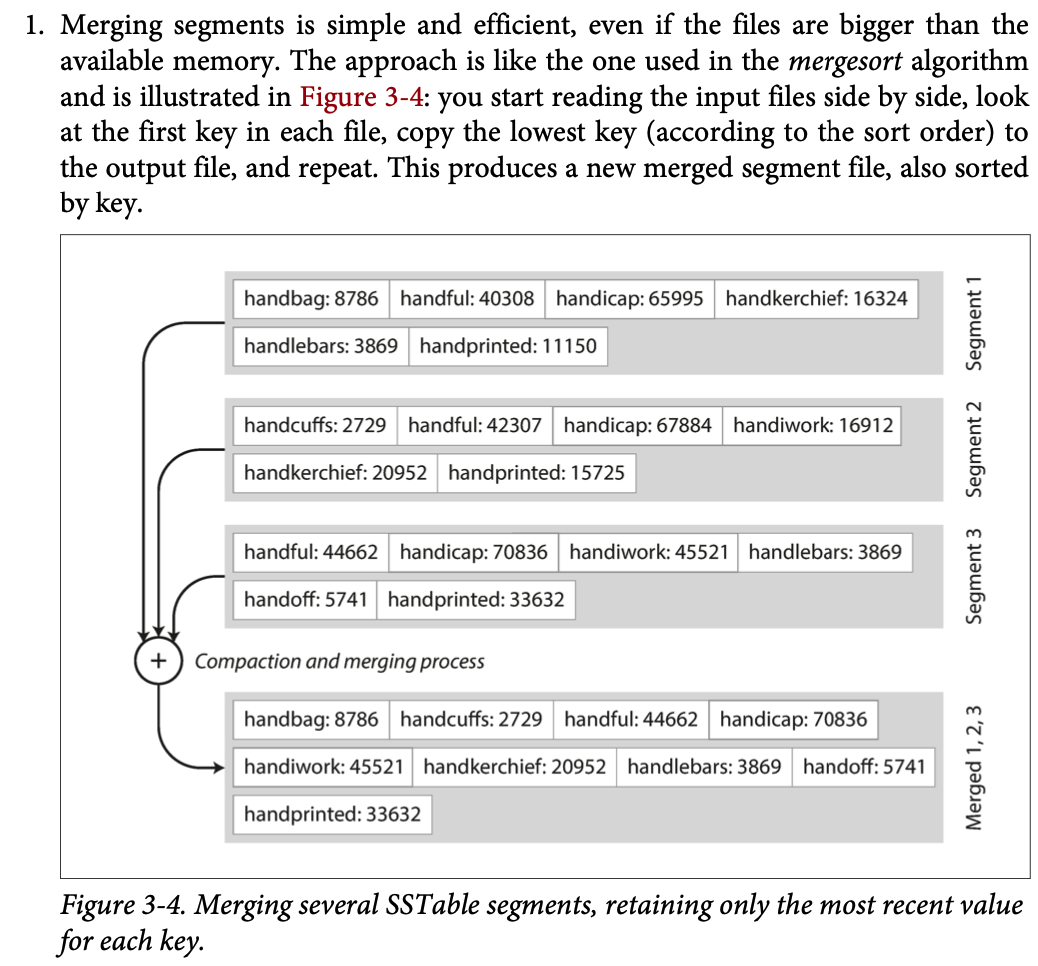 1. Merging segments is simple and efficient, even if the files are bigger than the
available memory. The approach is like the one used in the mergesort algorithm
and is illustrated in Figure 3-4: you start reading the input files side by side, look
at the first key in each file, copy the lowest key (according to the sort order) to
the output file, and repeat. This produces a new merged segment file, also sorted
by key.
handbag: 8786 handful: 40308 handicap: 65995 handkerchief: 16324
handlebars: 3869 handprinted: 11150
Segment 1
handcuffs: 2729 handful: 42307 handicap: 67884 handiwork: 16912
handkerchief: 20952 handprinted: 15725
Segment 2
handful: 44662 handicap: 70836 handiwork: 45521 handlebars: 3869
handoff: 5741 handprinted: 33632
Segment 3
+ Compaction and merging process
handbag: 8786 handcuffs: 2729 handful: 44662 handicap: 70836
handiwork: 45521 handkerchief: 20952 handlebars: 3869 handoff: 5741
handprinted: 33632
Merged 1, 2, 3
Figure 3-4. Merging several SSTable segments, retaining only the most recent value
for each key.